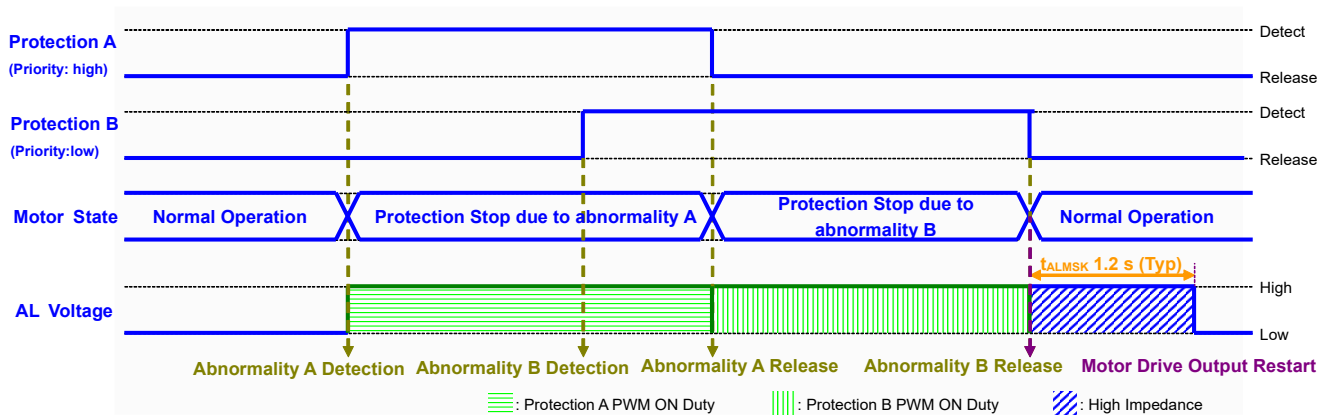 Protection A
(Priority: high)
Detect
Release
Protection B
(Priority:low)
Detect
Release
Motor State
Normal Operation
Protection Stop due to abnormality A
Protection Stop due to
abnormality B
Normal Operation
tALMSK 1.2 s (Typ)
AL Voltage
High
Low
Abnormality A Detection
Abnormality B Detection
Abnormality A Release
Abnormality B Release
Motor Drive Output Restart
: Protection A PWM ON Duty
: Protection B PWM ON Duty
: High Impedance